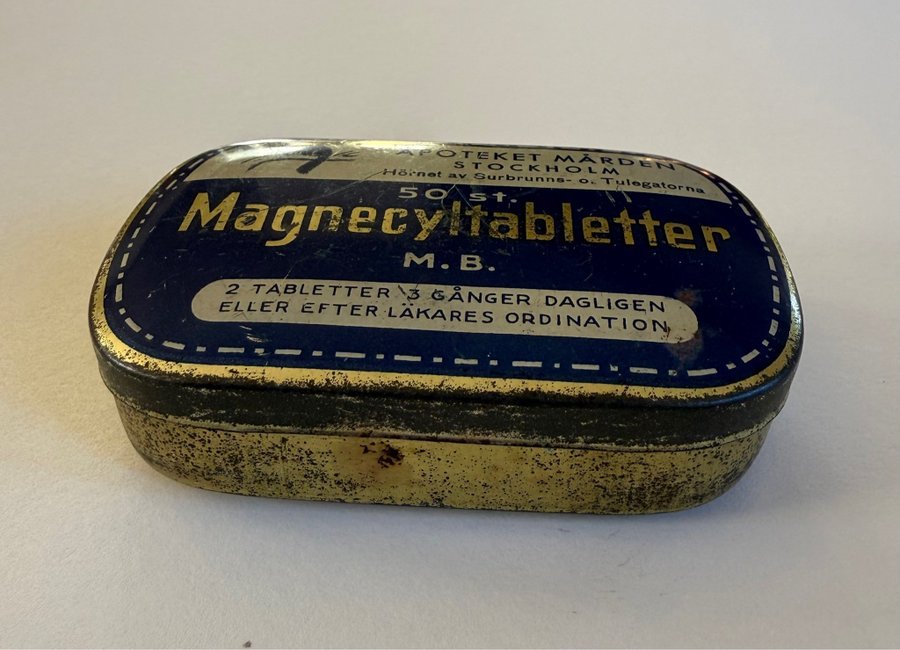 APOTEKET MÅRDEN
STOCKHOLM
Hörnet av Surbrunns- o. Tulegatorna
50 st.
Magnecyltabletter
M.B.
2 TABLETTER 3 GÅNGER DAGLIGEN
ELLER EFTER LÄKARES ORDINATION